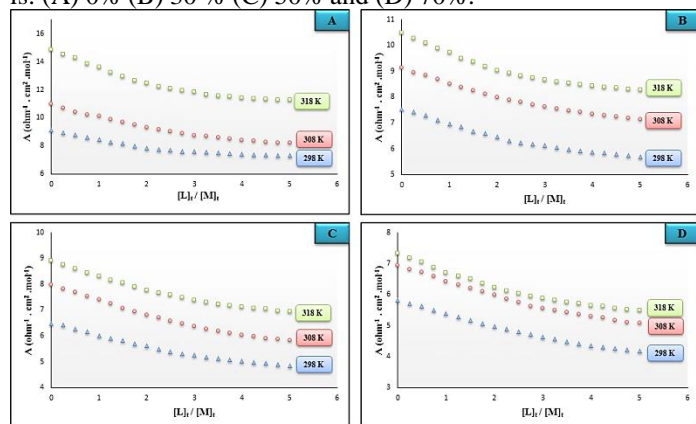 is: (A) 0% (B) 30 % (C) 50% and (D) 70%.
A
Λ (ohm⁻¹ . cm² .mol⁻¹)
16
14
12
10
8
6
318 K
308 K
298 K
0 1 2 3 4 5 6
[L]ₜ / [M]ₜ
B
Λ (ohm⁻¹ . cm² .mol⁻¹)
11
10
9
8
7
6
5
318 K
308 K
298 K
0 1 2 3 4 5 6
[L]ₜ / [M]ₜ
C
Λ (ohm⁻¹ . cm² .mol⁻¹)
10
9
8
7
6
5
4
318 K
308 K
298 K
0 1 2 3 4 5 6
[L]ₜ / [M]ₜ
D
Λ (ohm⁻¹ . cm² .mol⁻¹)
8
7
6
5
4
3
318 K
308 K
298 K
0 1 2 3 4 5 6
[L]ₜ / [M]ₜ